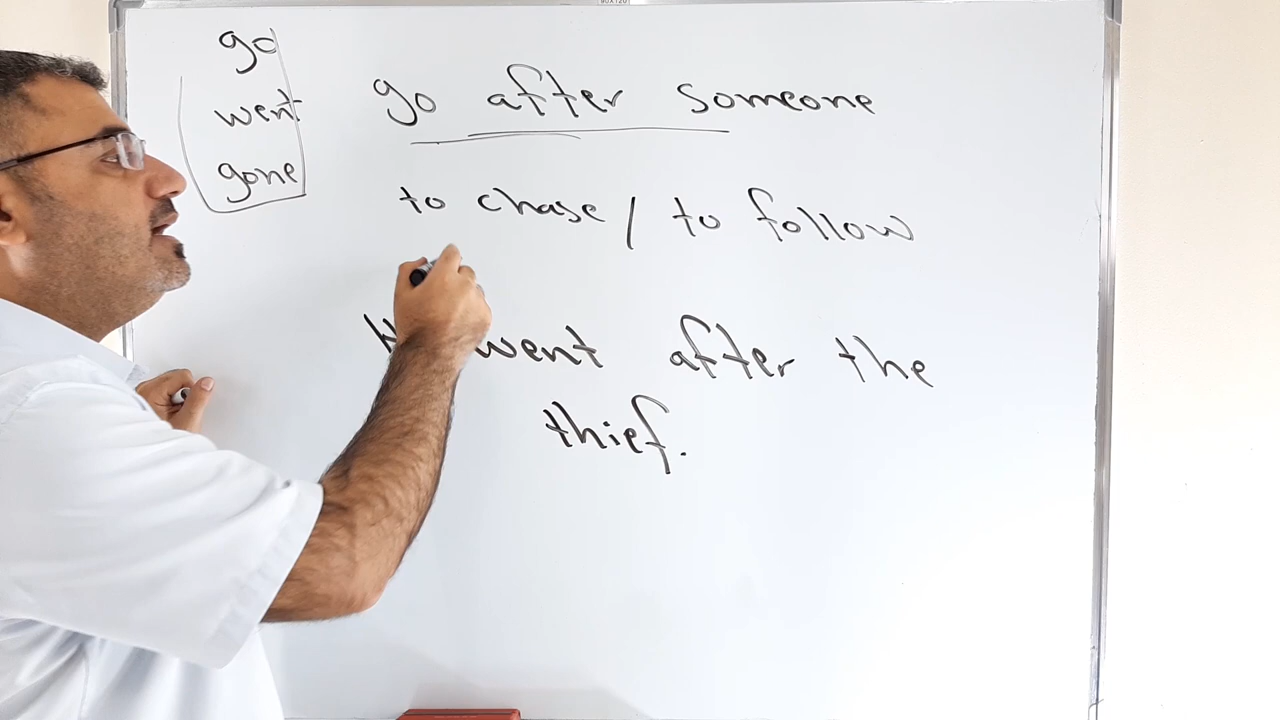 go
went
gone
go after someone
to chase / to follow
went after the
thief.